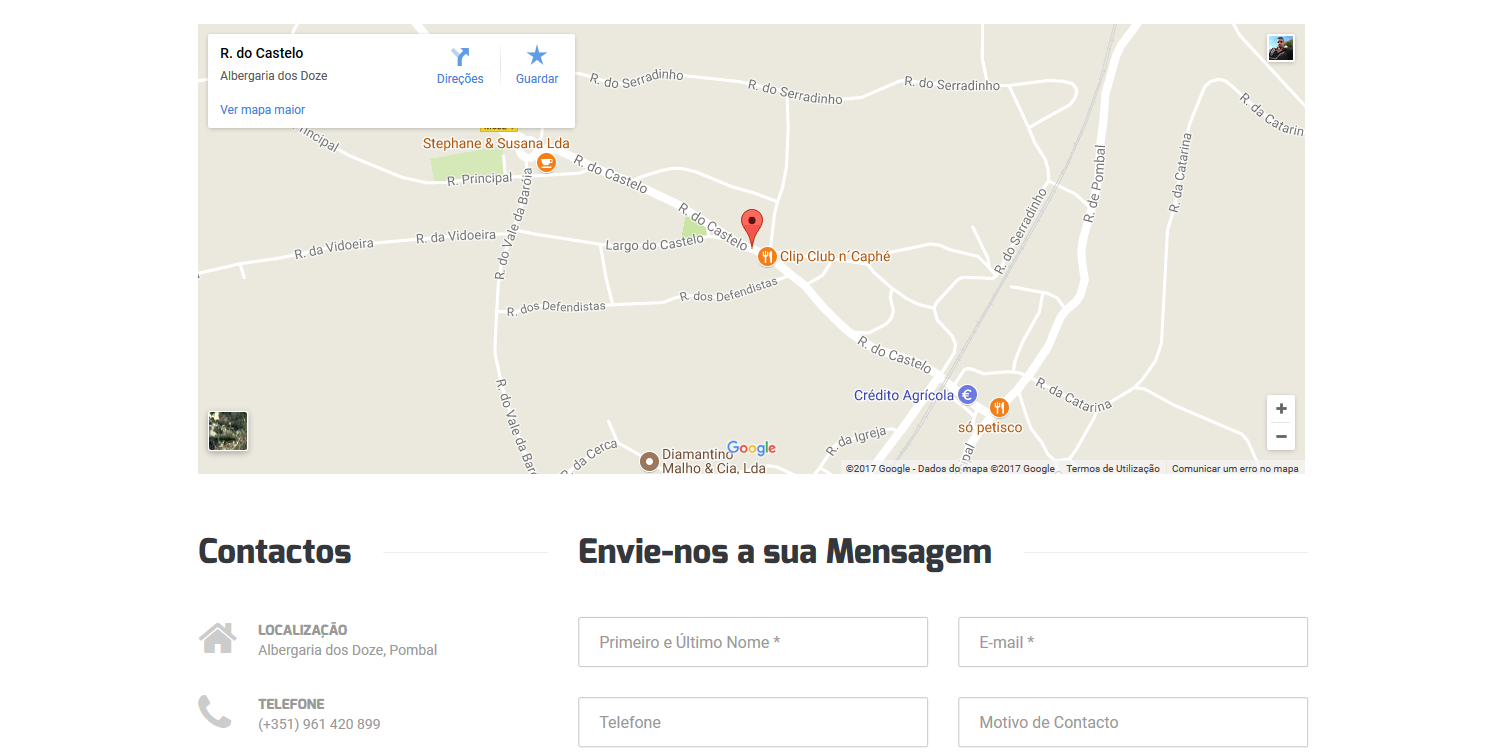 R. do Castelo
Albergaria dos Doze
Direções
Guardar
Ver mapa maior
R. do Serradinho
R. do Serradinho
R. do Serradinho
R. da Catarin
Principal
Stephane & Susana Lda
R. do Castelo
R. Principal
R. do Vale da Baróia
R. de Pombal
R. da Catarina
R. do Serradinho
R. do Castelo
Largo do Castelo
R. da Vidoeira
R. da Vidoeira
Clip Club n´Caphé
R. dos Defendistas
R. dos Defendistas
R. do Castelo
Crédito Agrícola
R. da Catarina
só petisco
R. do Vale da Baró
R. da Cerca
R. da Igreja
Diamantino
Malho & Cia, Lda
Google
©2017 Google - Dados do mapa ©2017 Google
Termos de Utilização
Comunicar um erro no mapa
Contactos
Envie-nos a sua Mensagem
LOCALIZAÇÃO
Albergaria dos Doze, Pombal
TELEFONE
(+351) 961 420 899
Primeiro e Último Nome *
E-mail *
Telefone
Motivo de Contacto